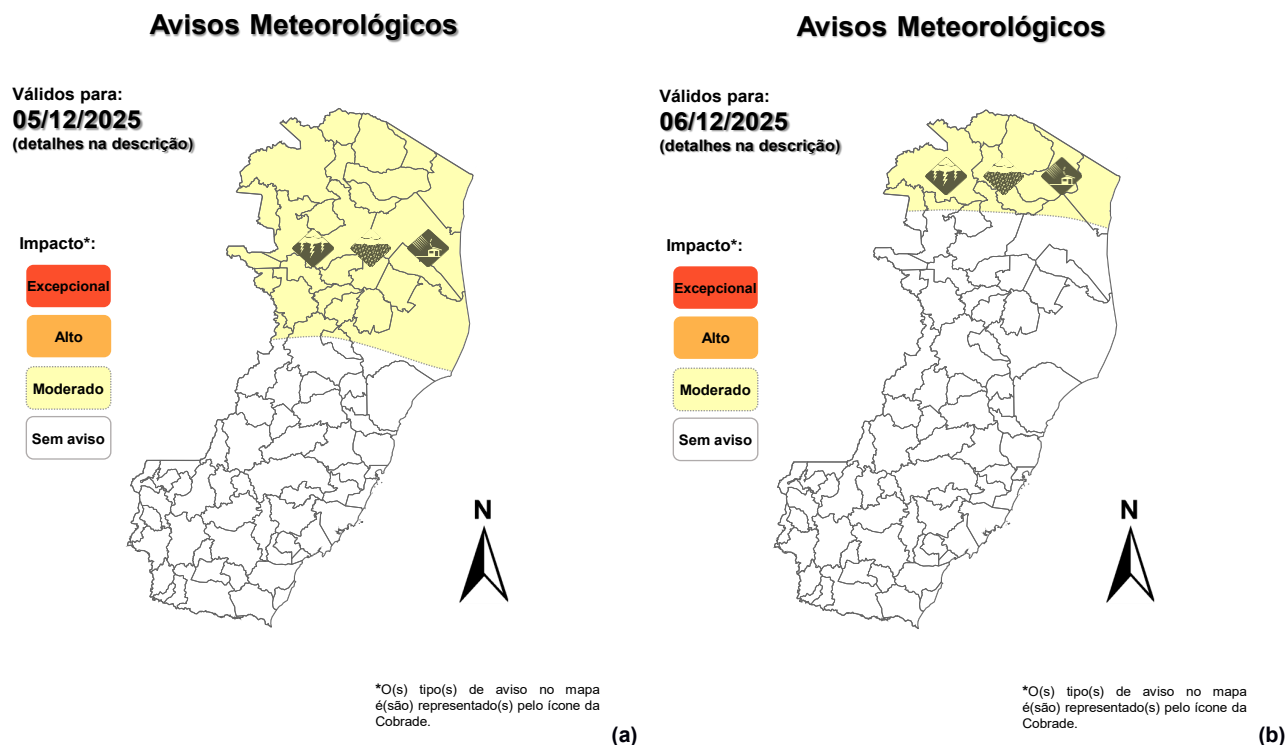 Avisos Meteorológicos
Válidos para:
05/12/2025
(detalhes na descrição)
Impacto*:
Excepcional
Alto
Moderado
Sem aviso
N
*O(s) tipo(s) de aviso no mapa
é(são) representado(s) pelo ícone da
Cobrade.
(a)
Avisos Meteorológicos
Válidos para:
06/12/2025
(detalhes na descrição)
Impacto*:
Excepcional
Alto
Moderado
Sem aviso
N
*O(s) tipo(s) de aviso no mapa
é(são) representado(s) pelo ícone da
Cobrade.
(b)